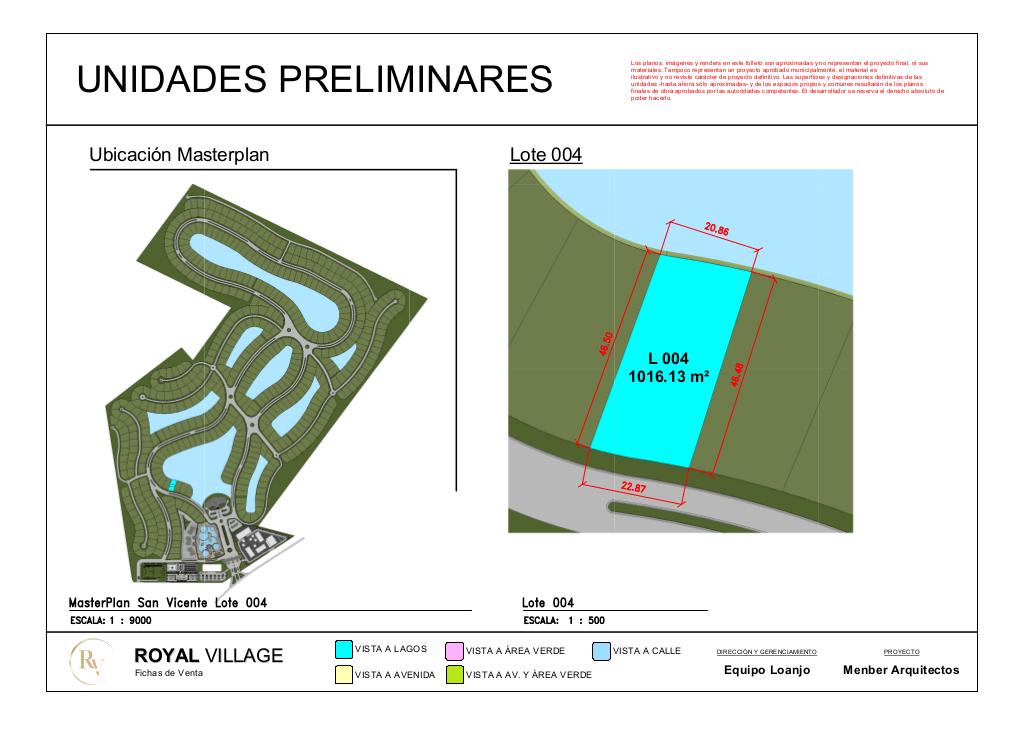 UNIDADES PRELIMINARES
Los planos, imágenes y renders en este folleto son aproximadas y no representan el proyecto final, ni sus
materiales. Tampoco representan un proyecto aprobado municipalmente, el material es
ilustrativo y no reviste carácter de proyecto definitivo. Las superficies y designaciones definitivas de las
unidades -hasta ahora sólo aproximadas- y de los espacios propios y comunes resultarán de los planos
finales de obra aprobados por las autoridades competentes. El desarrollador se reserva el derecho absoluto de
poder hacerlo.
Ubicación Masterplan
Lote 004
20.86
46.50
L 004
1016.13 m²
46.48
22.87
MasterPlan San Vicente Lote 004
ESCALA: 1 : 9000
Lote 004
ESCALA: 1 : 500
RV
ROYAL VILLAGE
Fichas de Venta
VISTA A LAGOS
VISTA A ÁREA VERDE
VISTA A CALLE
VISTA A AVENIDA
VISTA A AV. Y ÁREA VERDE
DIRECCIÓN Y GERENCIAMIENTO
Equipo Loanjo
PROYECTO
Menber Arquitectos